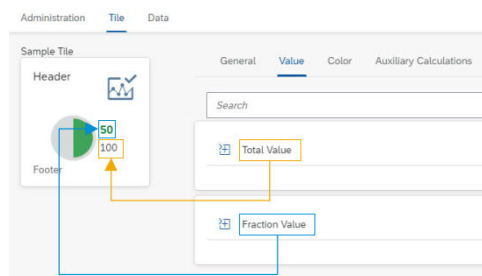 Administration Tile Data
Sample Tile
Header
50
100
Footer
General Value Color Auxiliary Calculations
Search
Total Value
Fraction Value